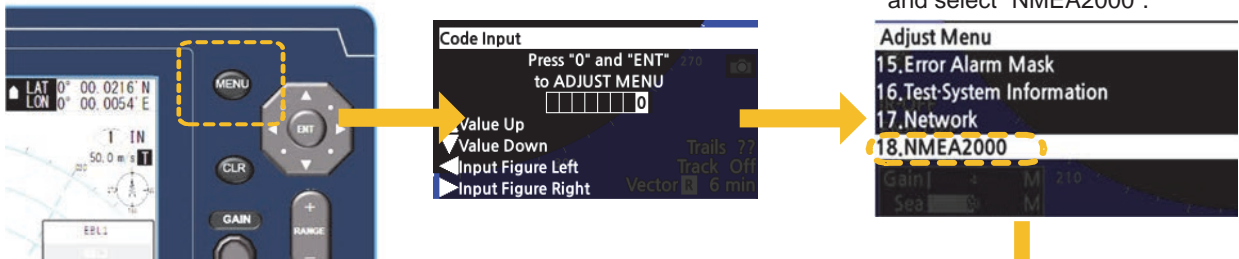 and select "NMEA2000".
LAT 0° 00.0216' N
LON 0° 00.0054' E
1 IN
50.0 m s T
EBL1
MENU
ENT
CLR
GAIN
+
RANGE
−
Code Input
Press "0" and "ENT"
to ADJUST MENU
0
Value Up
Value Down
Input Figure Left
Input Figure Right
270
Trails ??
Track Off
Vector R 6 min
Adjust Menu
15.Error Alarm Mask
16.Test·System Information
17.Network
18.NMEA2000
Gain 4 M 210
Sea M